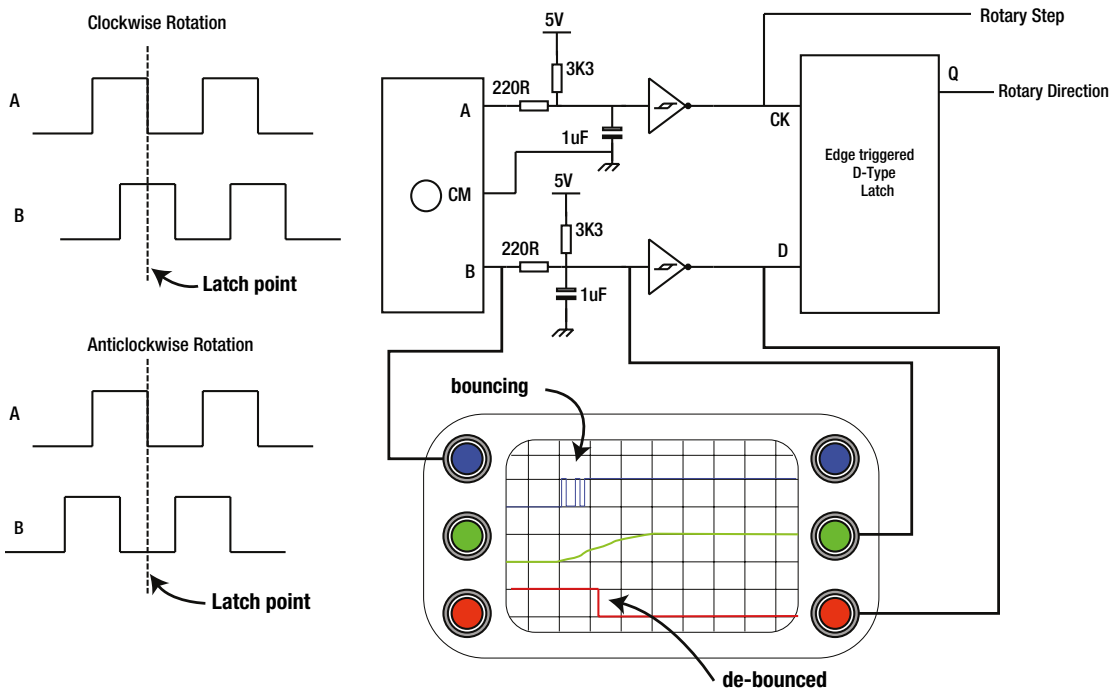 Clockwise Rotation
A
B
Latch point
Anticlockwise Rotation
A
B
Latch point
5V
3K3
220R
A
1uF
CM
5V
3K3
220R
B
1uF
Rotary Step
Q
Rotary Direction
CK
Edge triggered
D-Type
Latch
D
bouncing
de-bounced